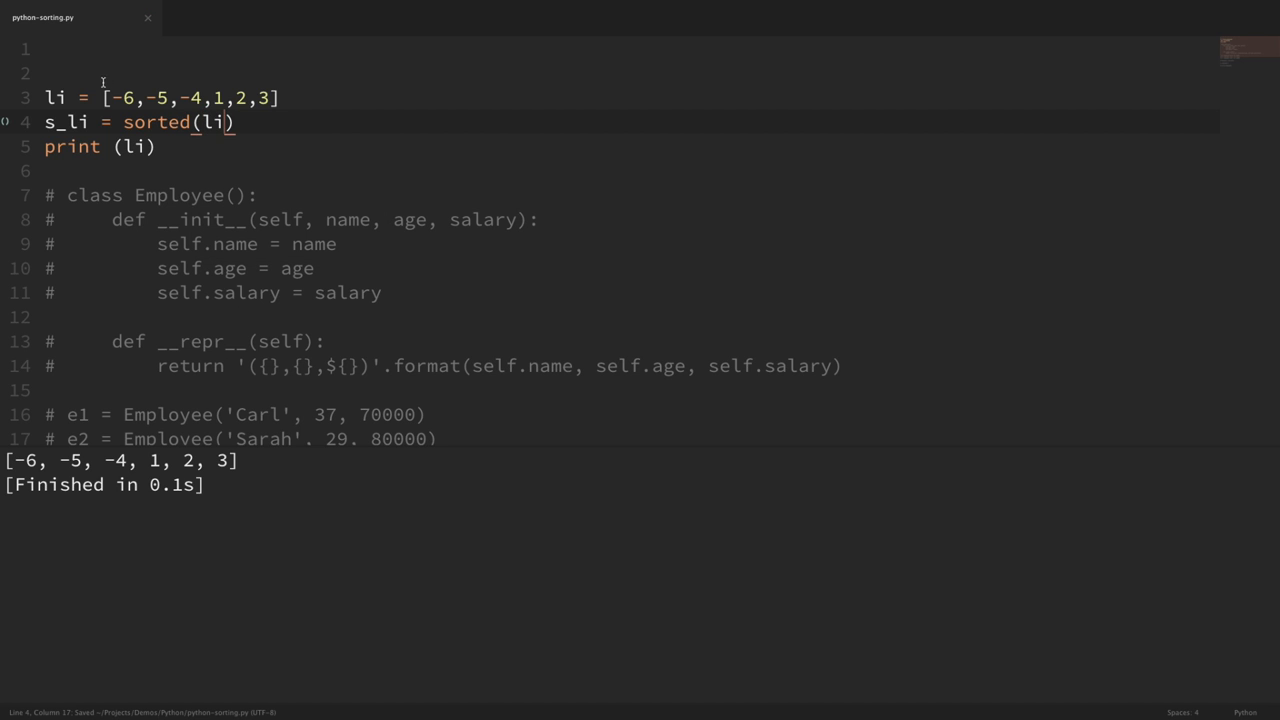 python-sorting.py ×
1
2
3 li = [-6,-5,-4,1,2,3]
() 4 s_li = sorted(li)
5 print (li)
6
7 # class Employee():
8 #     def __init__(self, name, age, salary):
9 #         self.name = name
10 #         self.age = age
11 #         self.salary = salary
12
13 #     def __repr__(self):
14 #         return '({},{},${})'.format(self.name, self.age, self.salary)
15
16 # e1 = Employee('Carl', 37, 70000)
17 # e2 = Employee('Sarah', 29, 80000)
[-6, -5, -4, 1, 2, 3]
[Finished in 0.1s]
Line 4, Column 17: Saved ~/Projects/Demos/Python/python-sorting.py (UTF-8) Spaces: 4 Python